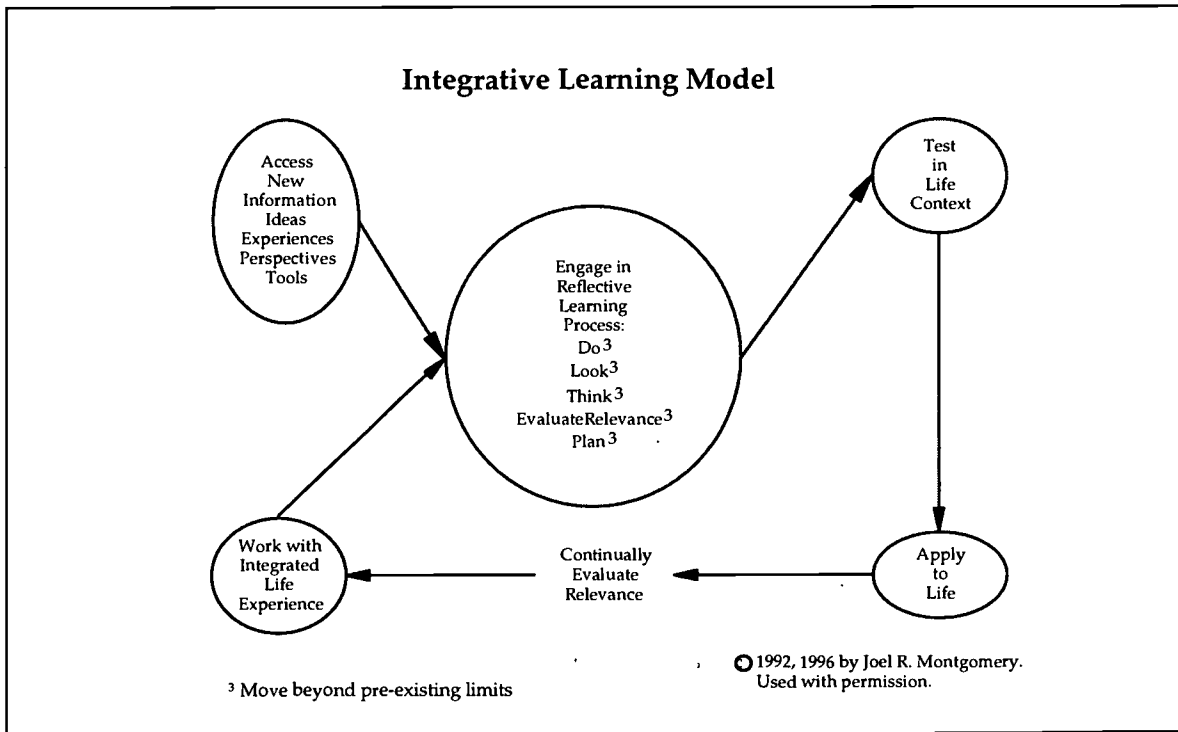 Integrative Learning Model
Access
New
Information
Ideas
Experiences
Perspectives
Tools
Engage in
Reflective
Learning
Process:
Do³
Look³
Think³
EvaluateRelevance³
Plan³
Test
in
Life
Context
Apply
to
Life
Continually
Evaluate
Relevance
Work with
Integrated
Life
Experience
³ Move beyond pre-existing limits
© 1992, 1996 by Joel R. Montgomery.
Used with permission.